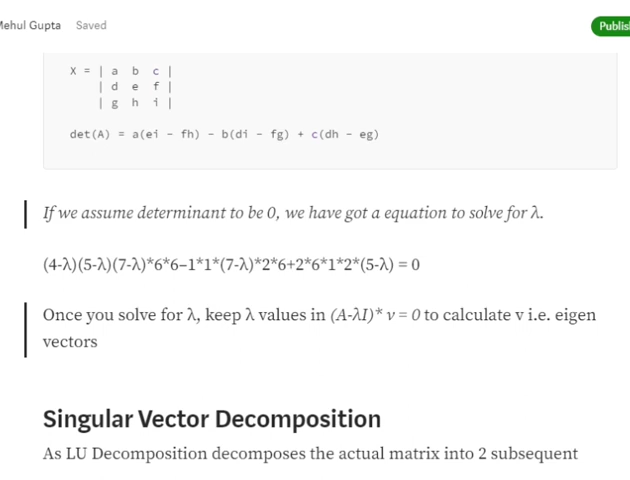 Mehul Gupta Saved
Publis
X = | a b c |
| d e f |
| g h i |
det(A) = a(ei − fh) − b(di − fg) + c(dh − eg)
If we assume determinant to be 0, we have got a equation to solve for λ.
(4-λ)(5-λ)(7-λ)*6*6–1*1*(7-λ)*2*6+2*6*1*2*(5-λ) = 0
Once you solve for λ, keep λ values in (A-λI)* v = 0 to calculate v i.e. eigen
vectors
Singular Vector Decomposition
As LU Decomposition decomposes the actual matrix into 2 subsequent